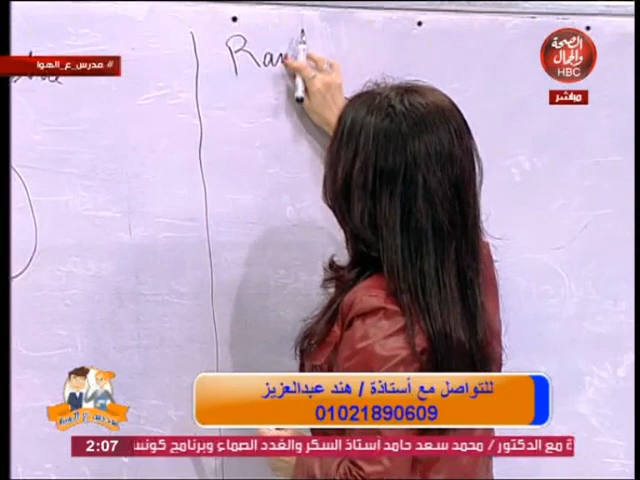 Ra
الصحة
والجمال
HBC
#مدرس_ع_الهوا
مباشر
للتواصل مع أستاذة / هند عبدالعزيز
01021890609
مدرس ع الهوا
2:07
ة مع الدكتور / محمد سعد حامد أستاذ السكر والغدد الصماء وبرنامج كونس